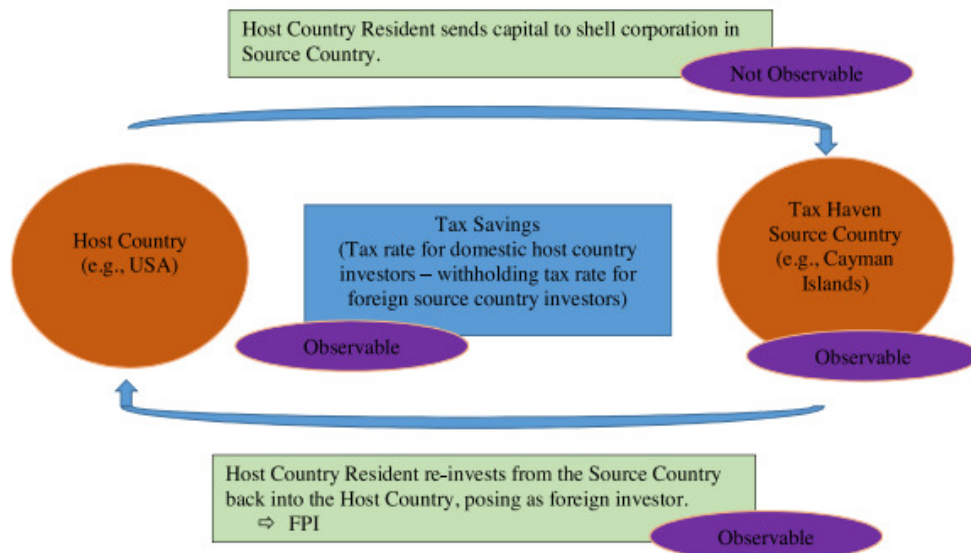 Host Country Resident sends capital to shell corporation in
Source Country.
Not Observable
Host Country
(e.g., USA)
Tax Savings
(Tax rate for domestic host country
investors – withholding tax rate for
foreign source country investors)
Observable
Tax Haven
Source Country
(e.g., Cayman
Islands)
Observable
Host Country Resident re-invests from the Source Country
back into the Host Country, posing as foreign investor.
⇨ FPI
Observable